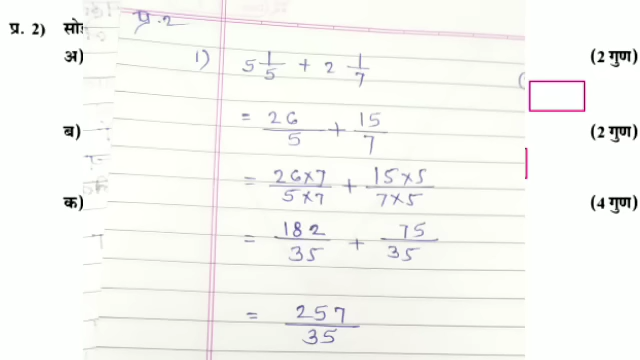 प्र. 2) सो
अ) (2 गुण)
ब) (2 गुण)
क) (4 गुण)
प्र.2
1) 5 1/5 + 2 1/7
= 26/5 + 15/7
= 26×7/5×7 + 15×5/7×5
= 182/35 + 75/35
= 257/35